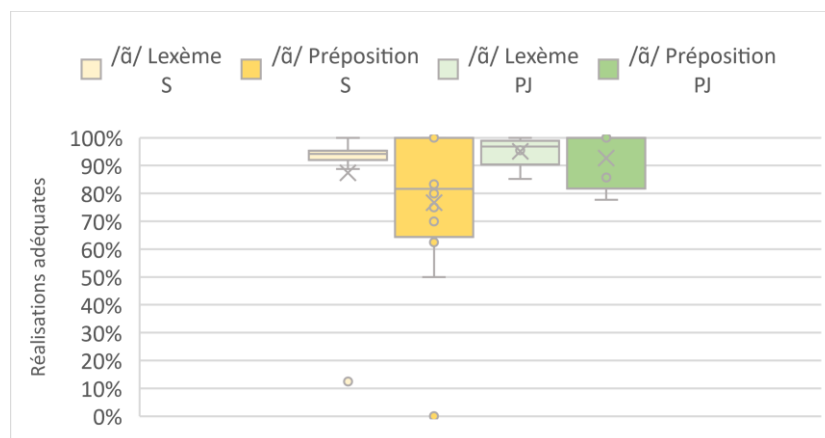 /ɑ̃/ Lexème S
/ɑ̃/ Préposition S
/ɑ̃/ Lexème PJ
/ɑ̃/ Préposition PJ
Réalisations adéquates
100%
90%
80%
70%
60%
50%
40%
30%
20%
10%
0%